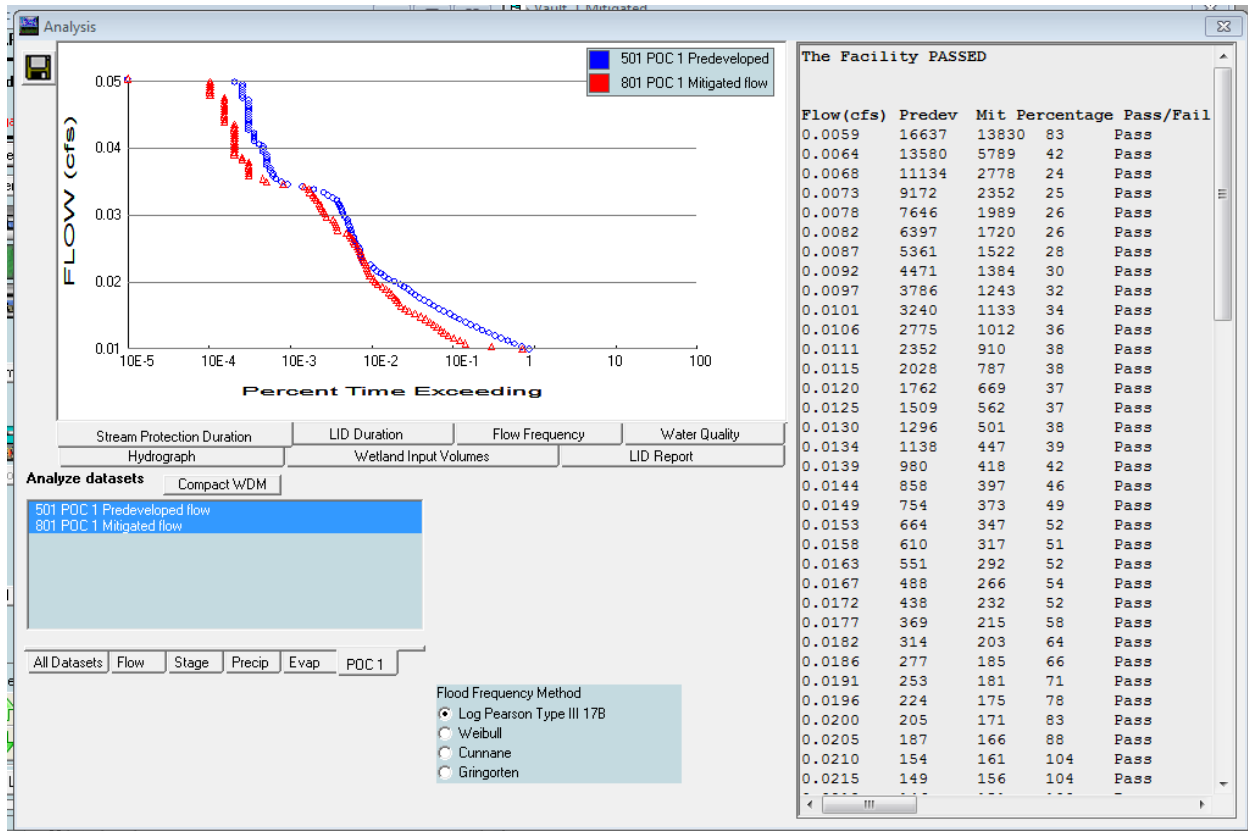 Vault 1 Mitigated
Analysis
501 POC 1 Predeveloped
801 POC 1 Mitigated flow
FLOW (cfs)
0.05
0.04
0.03
0.02
0.01
10E-5 10E-4 10E-3 10E-2 10E-1 1 10 100
Percent Time Exceeding
Stream Protection Duration LID Duration Flow Frequency Water Quality
Hydrograph Wetland Input Volumes LID Report
Analyze datasets Compact WDM
501 POC 1 Predeveloped flow
801 POC 1 Mitigated flow
All Datasets Flow Stage Precip Evap POC 1
Flood Frequency Method
Log Pearson Type III 17B
Weibull
Cunnane
Gringorten
The Facility PASSED
Flow(cfs) Predev Mit Percentage Pass/Fail
0.0059 16637 13830 83 Pass
0.0064 13580 5789 42 Pass
0.0068 11134 2778 24 Pass
0.0073 9172 2352 25 Pass
0.0078 7646 1989 26 Pass
0.0082 6397 1720 26 Pass
0.0087 5361 1522 28 Pass
0.0092 4471 1384 30 Pass
0.0097 3786 1243 32 Pass
0.0101 3240 1133 34 Pass
0.0106 2775 1012 36 Pass
0.0111 2352 910 38 Pass
0.0115 2028 787 38 Pass
0.0120 1762 669 37 Pass
0.0125 1509 562 37 Pass
0.0130 1296 501 38 Pass
0.0134 1138 447 39 Pass
0.0139 980 418 42 Pass
0.0144 858 397 46 Pass
0.0149 754 373 49 Pass
0.0153 664 347 52 Pass
0.0158 610 317 51 Pass
0.0163 551 292 52 Pass
0.0167 488 266 54 Pass
0.0172 438 232 52 Pass
0.0177 369 215 58 Pass
0.0182 314 203 64 Pass
0.0186 277 185 66 Pass
0.0191 253 181 71 Pass
0.0196 224 175 78 Pass
0.0200 205 171 83 Pass
0.0205 187 166 88 Pass
0.0210 154 161 104 Pass
0.0215 149 156 104 Pass